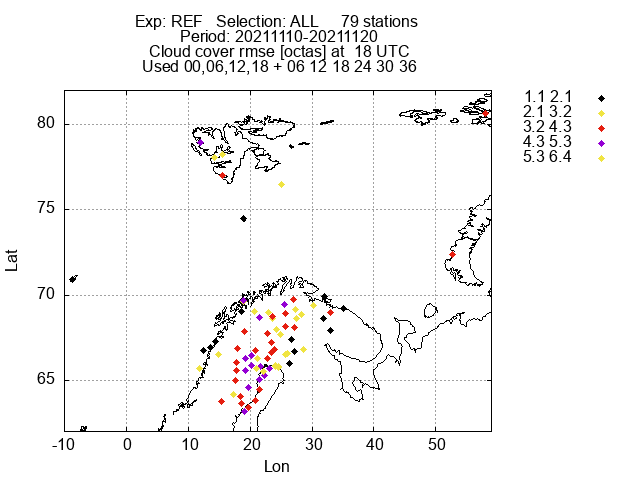 Exp: REF   Selection: ALL     79 stations
Period: 20211110-20211120
Cloud cover rmse [octas] at  18 UTC
Used 00,06,12,18 + 06 12 18 24 30 36
1.1 2.1
2.1 3.2
3.2 4.3
4.3 5.3
5.3 6.4
80
75
70
65
Lat
-10 0 10 20 30 40 50
Lon